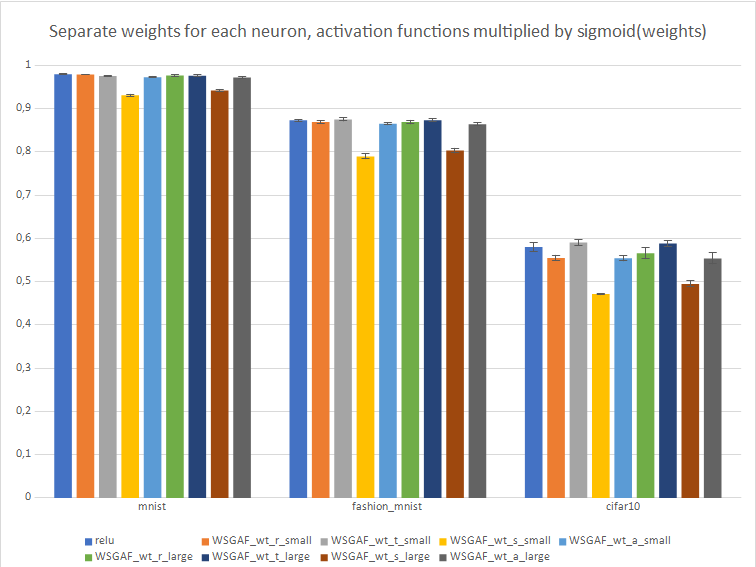 Separate weights for each neuron, activation functions multiplied by sigmoid(weights)
1
0,9
0,8
0,7
0,6
0,5
0,4
0,3
0,2
0,1
0
mnist fashion_mnist cifar10
relu WSGAF_wt_r_small WSGAF_wt_t_small WSGAF_wt_s_small WSGAF_wt_a_small
WSGAF_wt_r_large WSGAF_wt_t_large WSGAF_wt_s_large WSGAF_wt_a_large